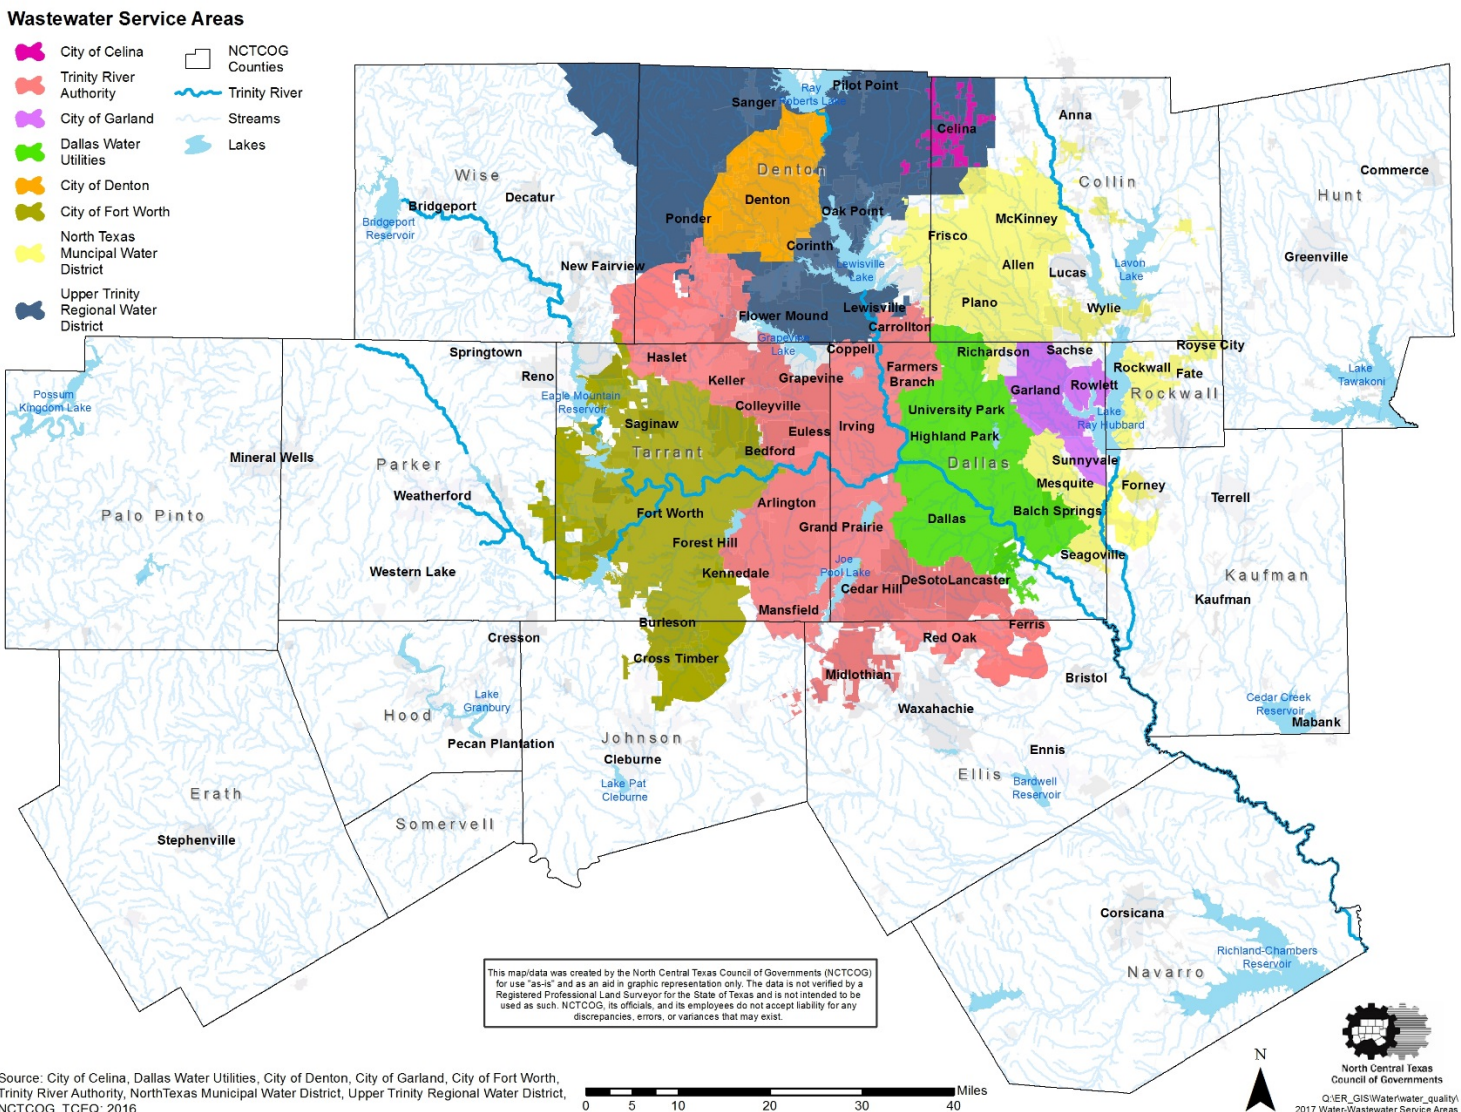 Wastewater Service Areas
City of Celina
Trinity River
Authority
City of Garland
Dallas Water
Utilities
City of Denton
City of Fort Worth
North Texas
Muncipal Water
District
Upper Trinity
Regional Water
District
NCTCOG
Counties
Trinity River
Streams
Lakes
Ray
Roberts Lake
Pilot Point
Sanger
Celina
Anna
Commerce
Wise
Denton
Collin
Hunt
Decatur
Bridgeport
Denton
Oak Point
Bridgeport
Reservoir
Ponder
McKinney
Frisco
Corinth
Greenville
New Fairview
Lewisville
Lake
Allen
Lucas
Lavon
Lake
Plano
Lewisville
Wylie
Flower Mound
Carrollton
Grapevine
Lake
Coppell
Richardson
Sachse
Royse City
Springtown
Haslet
Farmers
Branch
Rockwall
Fate
Lake
Tawakoni
Reno
Keller
Grapevine
Garland
Rowlett
Rockwall
Possum
Kingdom Lake
Eagle Mountain
Reservoir
Colleyville
University Park
Lake
Ray Hubbard
Saginaw
Euless
Irving
Highland Park
Mineral Wells
Parker
Tarrant
Bedford
Dallas
Sunnyvale
Weatherford
Mesquite
Forney
Terrell
Palo Pinto
Fort Worth
Arlington
Grand Prairie
Dallas
Balch Springs
Forest Hill
Seagoville
Western Lake
Kennedale
Joe
Pool Lake
Cedar Hill
DeSoto
Lancaster
Kaufman
Kaufman
Mansfield
Burleson
Ferris
Cresson
Red Oak
Cross Timber
Midlothian
Bristol
Lake
Granbury
Hood
Waxahachie
Cedar Creek
Reservoir
Mabank
Pecan Plantation
Johnson
Cleburne
Ennis
Lake Pat
Cleburne
Ellis
Bardwell
Reservoir
Erath
Somervell
Stephenville
Corsicana
Richland-Chambers
Reservoir
Navarro
This map/data was created by the North Central Texas Council of Governments (NCTCOG)
for use "as-is" and as an aid in graphic representation only. The data is not verified by a
Registered Professional Land Surveyor for the State of Texas and is not intended to be
used as such. NCTCOG, its officials, and its employees do not accept liability for any
discrepancies, errors, or variances that may exist.
Source: City of Celina, Dallas Water Utilities, City of Denton, City of Garland, City of Fort Worth,
Trinity River Authority, NorthTexas Municipal Water District, Upper Trinity Regional Water District,
NCTCOG, TCEQ; 2016
Miles
0 5 10 20 30 40
N
North Central Texas
Council of Governments
Q:\ER_GIS\Water\water_quality\
2017 Water-Wastewater Service Areas